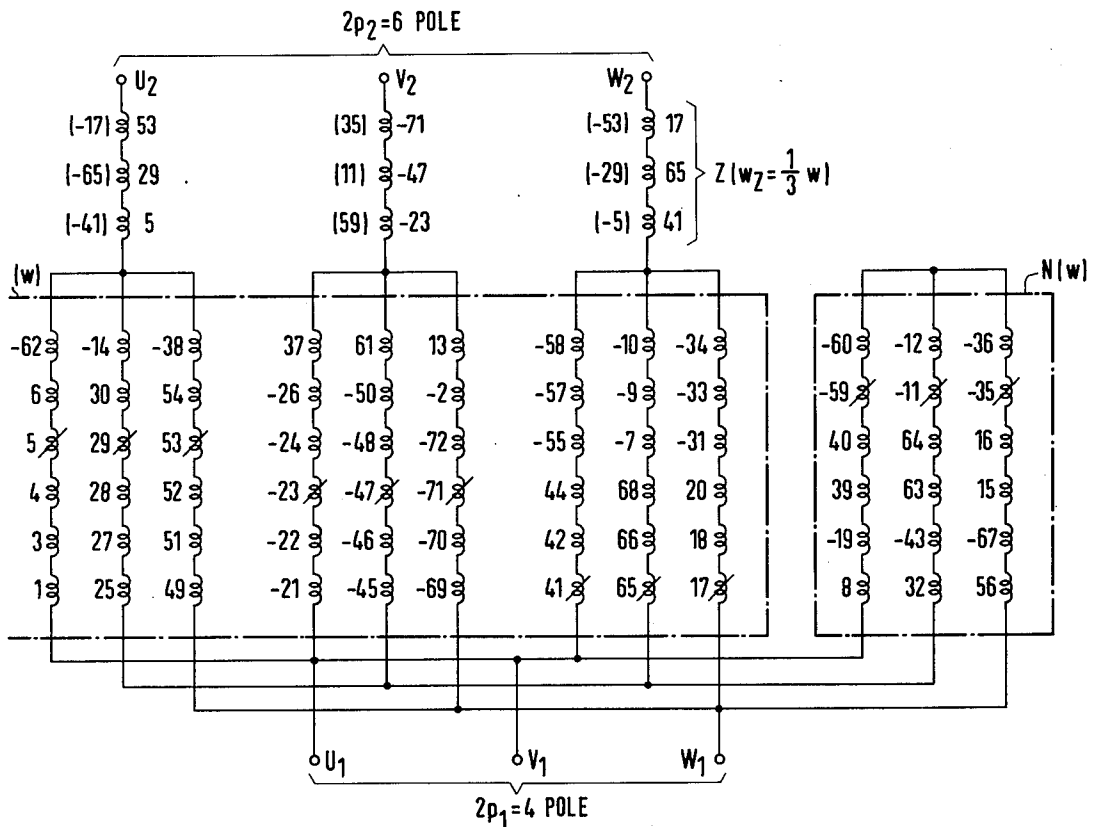 2p2=6 POLE
U2 V2 W2
(-17) 53 (35) -71 (-53) 17
(-65) 29 (11) -47 (-29) 65 Z(wZ=1/3 w)
(-41) 5 (59) -23 (-5) 41
(w) N(w)
-62 -14 -38 37 61 13 -58 -10 -34 -60 -12 -36
6 30 54 -26 -50 -2 -57 -9 -33 -59 -11 -35
5 29 53 -24 -48 -72 -55 -7 -31 40 64 16
4 28 52 -23 -47 -71 44 68 20 39 63 15
3 27 51 -22 -46 -70 42 66 18 -19 -43 -67
1 25 49 -21 -45 -69 41 65 17 8 32 56
U1 V1 W1
2p1=4 POLE